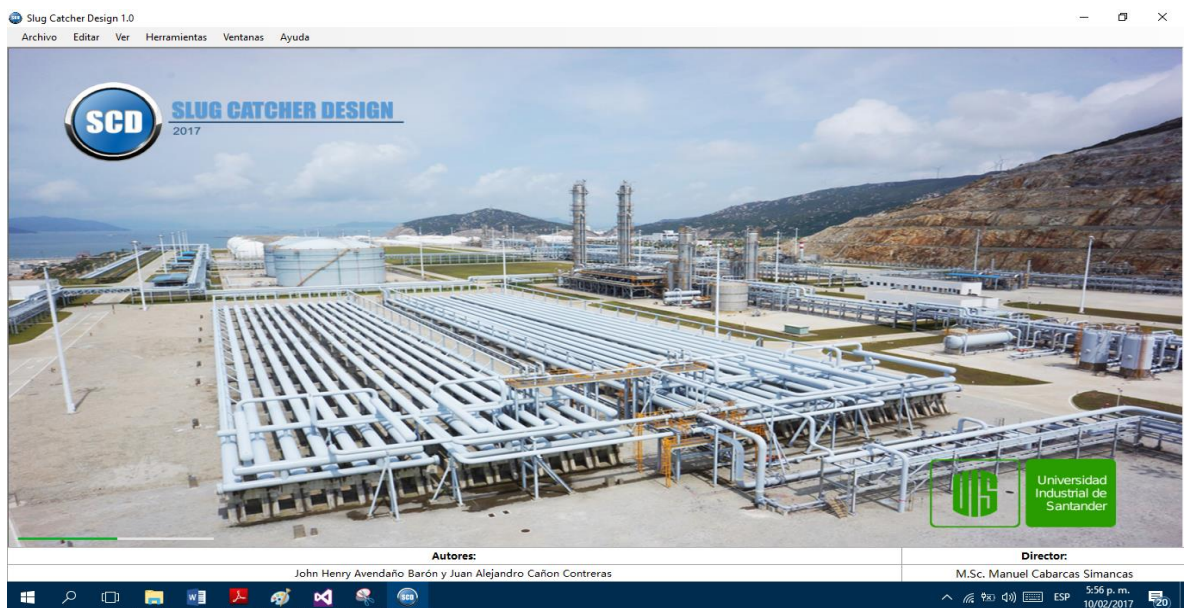 Slug Catcher Design 1.0
Archivo Editar Ver Herramientas Ventanas Ayuda
SCD
SLUG CATCHER DESIGN
2017
UIS
Universidad
Industrial de
Santander
Autores:
Director:
John Henry Avendaño Barón y Juan Alejandro Cañon Contreras
M.Sc. Manuel Cabarcas Simancas
SCD
ESP
5:56 p. m.
10/02/2017
20